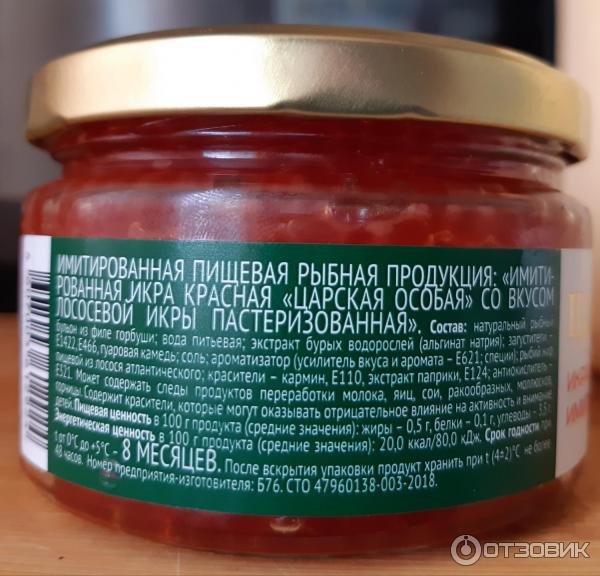 ИМИТИРОВАННАЯ ПИЩЕВАЯ РЫБНАЯ ПРОДУКЦИЯ: «ИМИТИ-
РОВАННАЯ ИКРА КРАСНАЯ «ЦАРСКАЯ ОСОБАЯ» СО ВКУСОМ
ЛОСОСЕВОЙ ИКРЫ ПАСТЕРИЗОВАННАЯ». Состав: натуральный рыбный
бульон из филе горбуши; вода питьевая; экстракт бурых водорослей (альгинат натрия); загустители –
Е1422,Е466, гуаровая камедь; соль; ароматизатор (усилитель вкуса и аромата – Е621; специи); рыбий жир
пищевой из лосося атлантического; красители – кармин, Е110, экстракт паприки, Е124; антиокислитель –
Е321. Может содержать следы продуктов переработки молока, яиц, сои, ракообразных, моллюсков,
горчицы. Содержит красители, которые могут оказывать отрицательное влияние на активность и внимание
детей. Пищевая ценность в 100 г продукта (средние значения): жиры – 0,5 г, белки – 0,1 г, углеводы – 3,5 г.
Энергетическая ценность в 100 г продукта (средние значения): 20,0 ккал/80,0 кДж. Срок годности при
t от 0°С до +5°С – 8 МЕСЯЦЕВ. После вскрытия упаковки продукт хранить при t (4±2)°С не более
48 часов. Номер предприятия-изготовителя: Б76. СТО 47960138-003-2018.
ОТЗОВИК